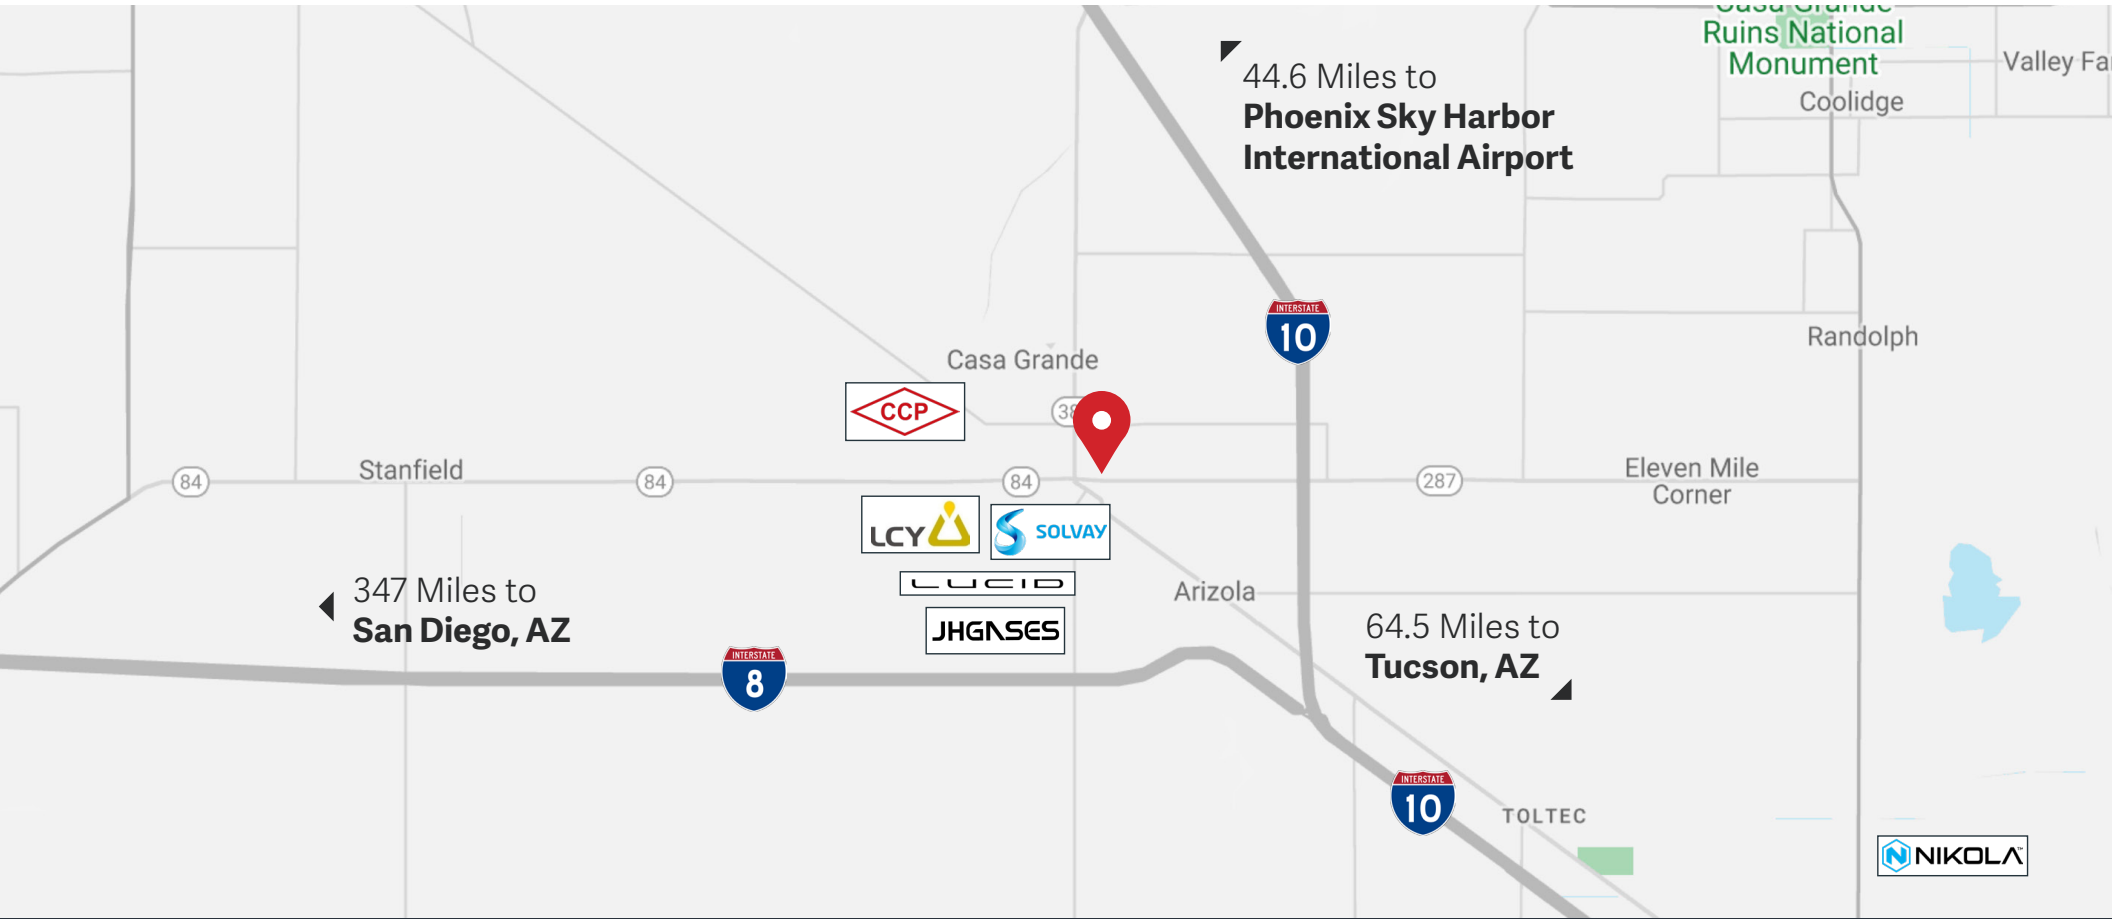 Casa Grande
Ruins National
Monument
Valley Fa
Coolidge
44.6 Miles to
Phoenix Sky Harbor
International Airport
INTERSTATE
10
Randolph
Casa Grande
CCP
38
Stanfield
84
84
84
287
Eleven Mile
Corner
LCY
SOLVAY
LUCID
JHGASES
Arizola
347 Miles to
San Diego, AZ
64.5 Miles to
Tucson, AZ
INTERSTATE
8
INTERSTATE
10
TOLTEC
NIKOLA™